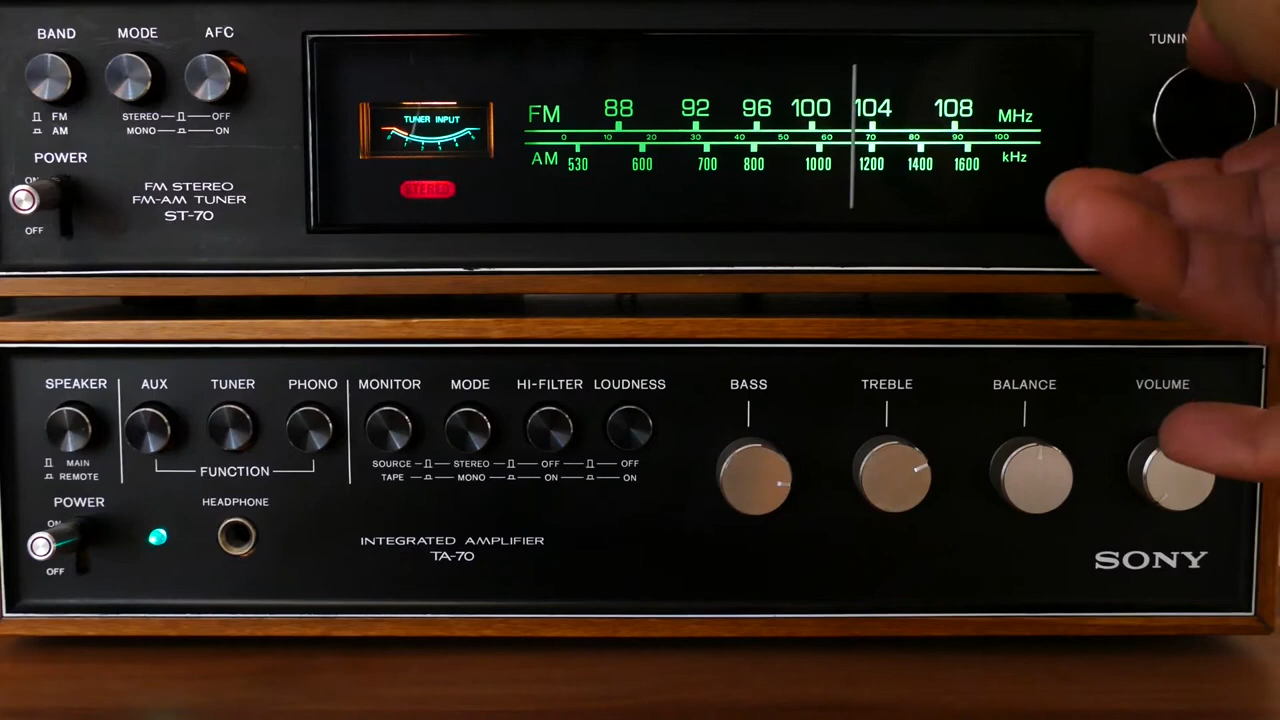 BAND MODE AFC
TUNIN
FM 88 92 96 100 104 108 MHz
TUNER INPUT
0 10 20 30 40 50 60 70 80 90 100
AM 530 600 700 800 1000 1200 1400 1600 kHz
FM STEREO OFF
AM MONO ON
POWER
ON
OFF
STEREO
FM STEREO
FM-AM TUNER
ST-70
SPEAKER AUX TUNER PHONO MONITOR MODE HI-FILTER LOUDNESS BASS TREBLE BALANCE VOLUME
MAIN
REMOTE
FUNCTION
SOURCE STEREO OFF OFF
TAPE MONO ON ON
POWER
ON
OFF
HEADPHONE
INTEGRATED AMPLIFIER
TA-70
SONY